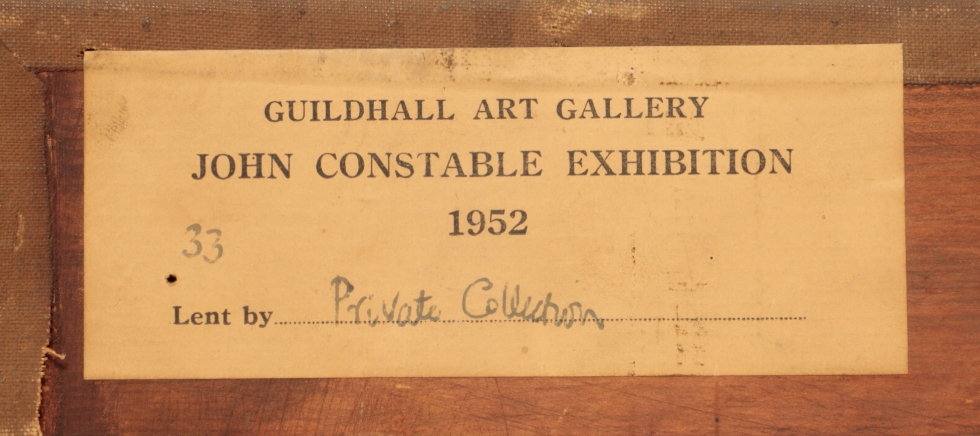 GUILDHALL ART GALLERY
JOHN CONSTABLE EXHIBITION
1952
33
Lent by Private Collection